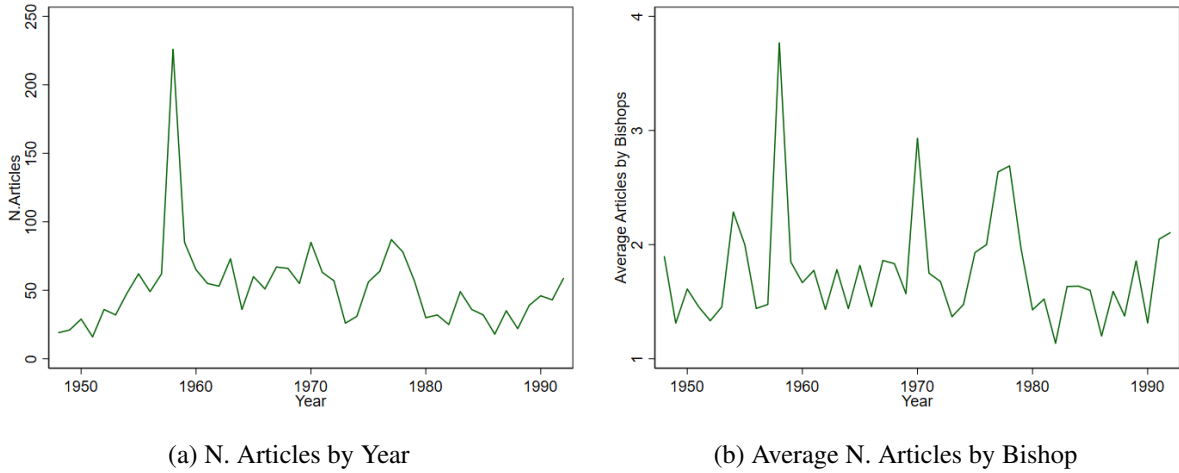 N.Articles
250
200
150
100
50
0
1950 1960 1970 1980 1990
Year
(a) N. Articles by Year
Average Articles by Bishops
4
3
2
1
1950 1960 1970 1980 1990
Year
(b) Average N. Articles by Bishop